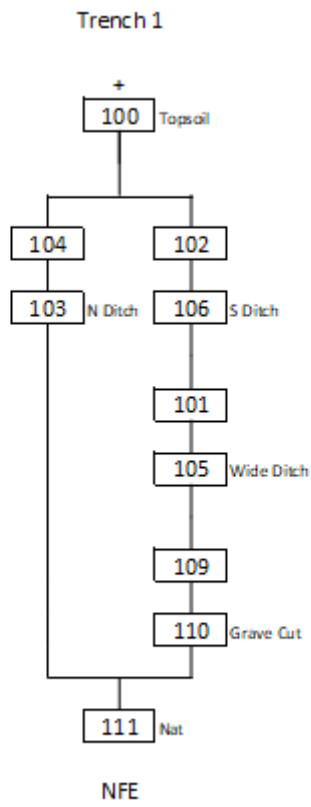 Trench 1
+
100 Topsoil
104 102
103 N Ditch 106 S Ditch
101
105 Wide Ditch
109
110 Grave Cut
111 Nat
NFE